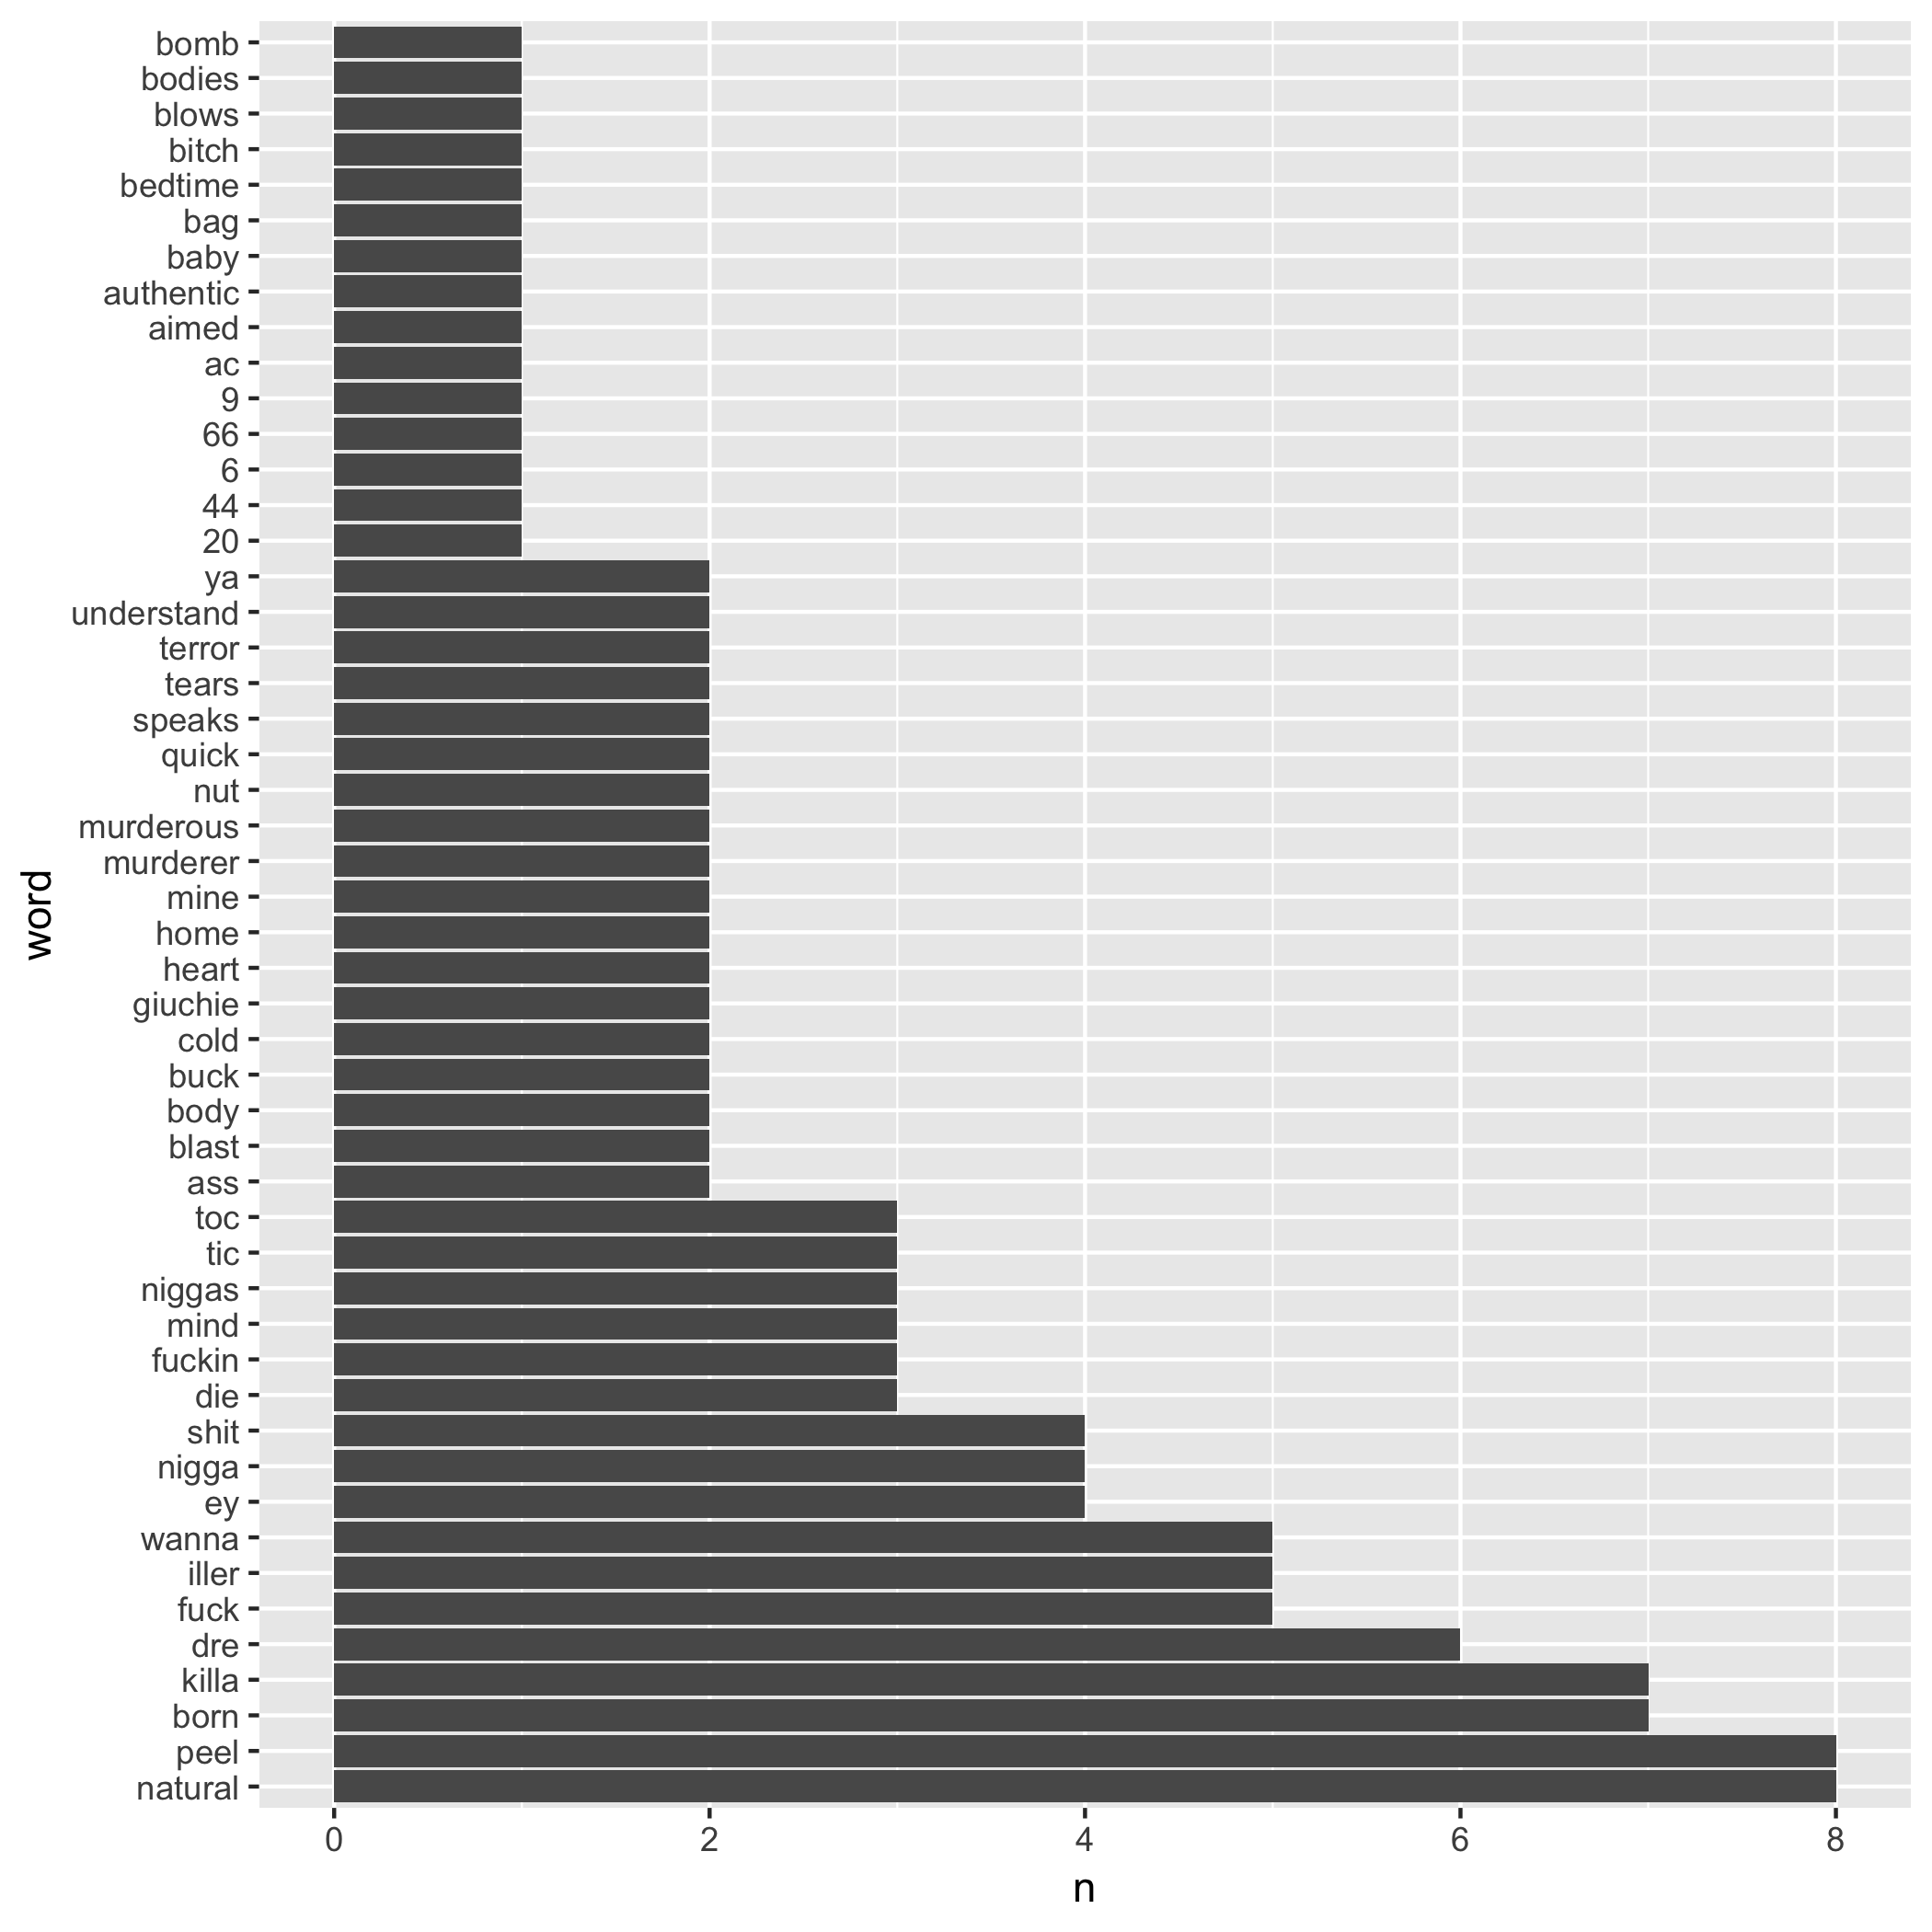 bomb
bodies
blows
bitch
bedtime
bag
baby
authentic
aimed
ac
9
66
6
44
20
ya
understand
terror
tears
speaks
quick
nut
murderous
murderer
mine
home
heart
giuchie
cold
buck
body
blast
ass
toc
tic
niggas
mind
fuckin
die
shit
nigga
ey
wanna
iller
fuck
dre
killa
born
peel
natural
word
0 2 4 6 8
n